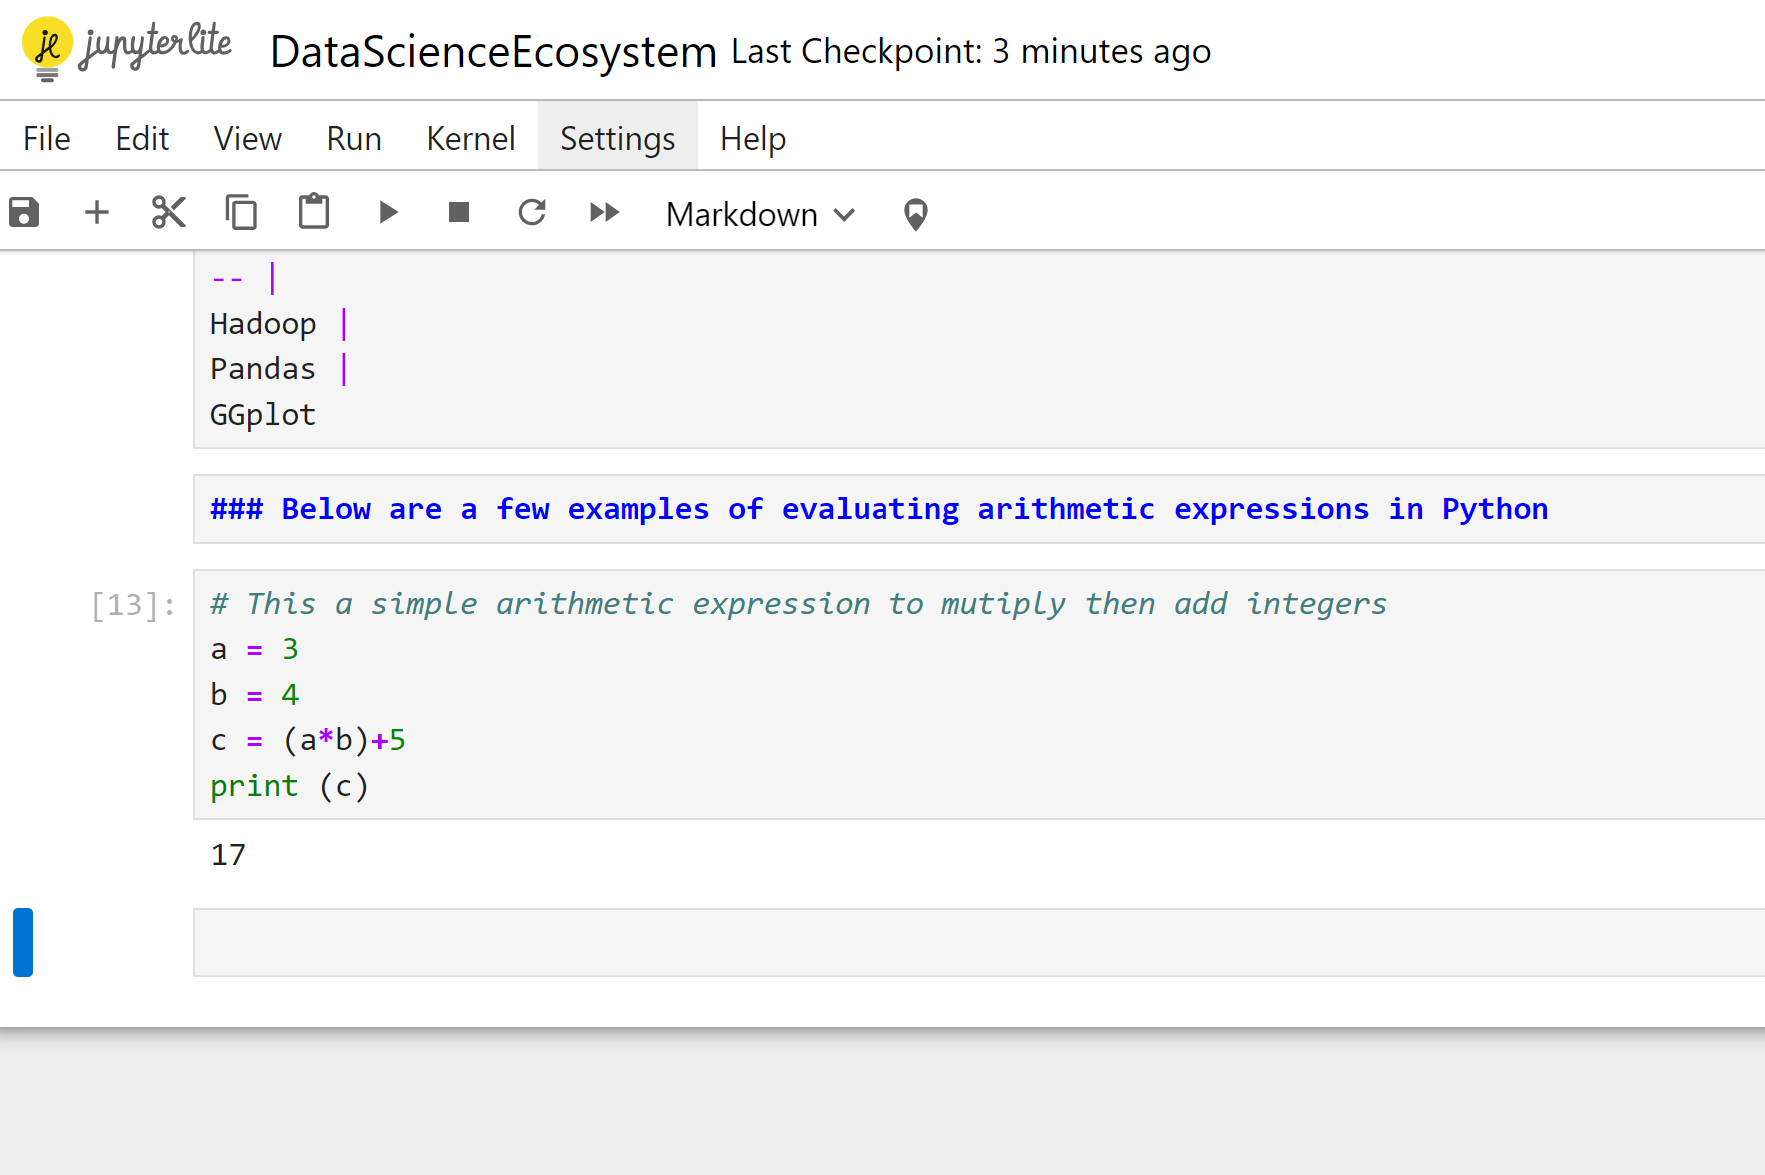 jupyterlite DataScienceEcosystem Last Checkpoint: 3 minutes ago
File Edit View Run Kernel Settings Help
Markdown
-- |
Hadoop |
Pandas |
GGplot
### Below are a few examples of evaluating arithmetic expressions in Python
[13]: # This a simple arithmetic expression to mutiply then add integers
a = 3
b = 4
c = (a*b)+5
print (c)
17